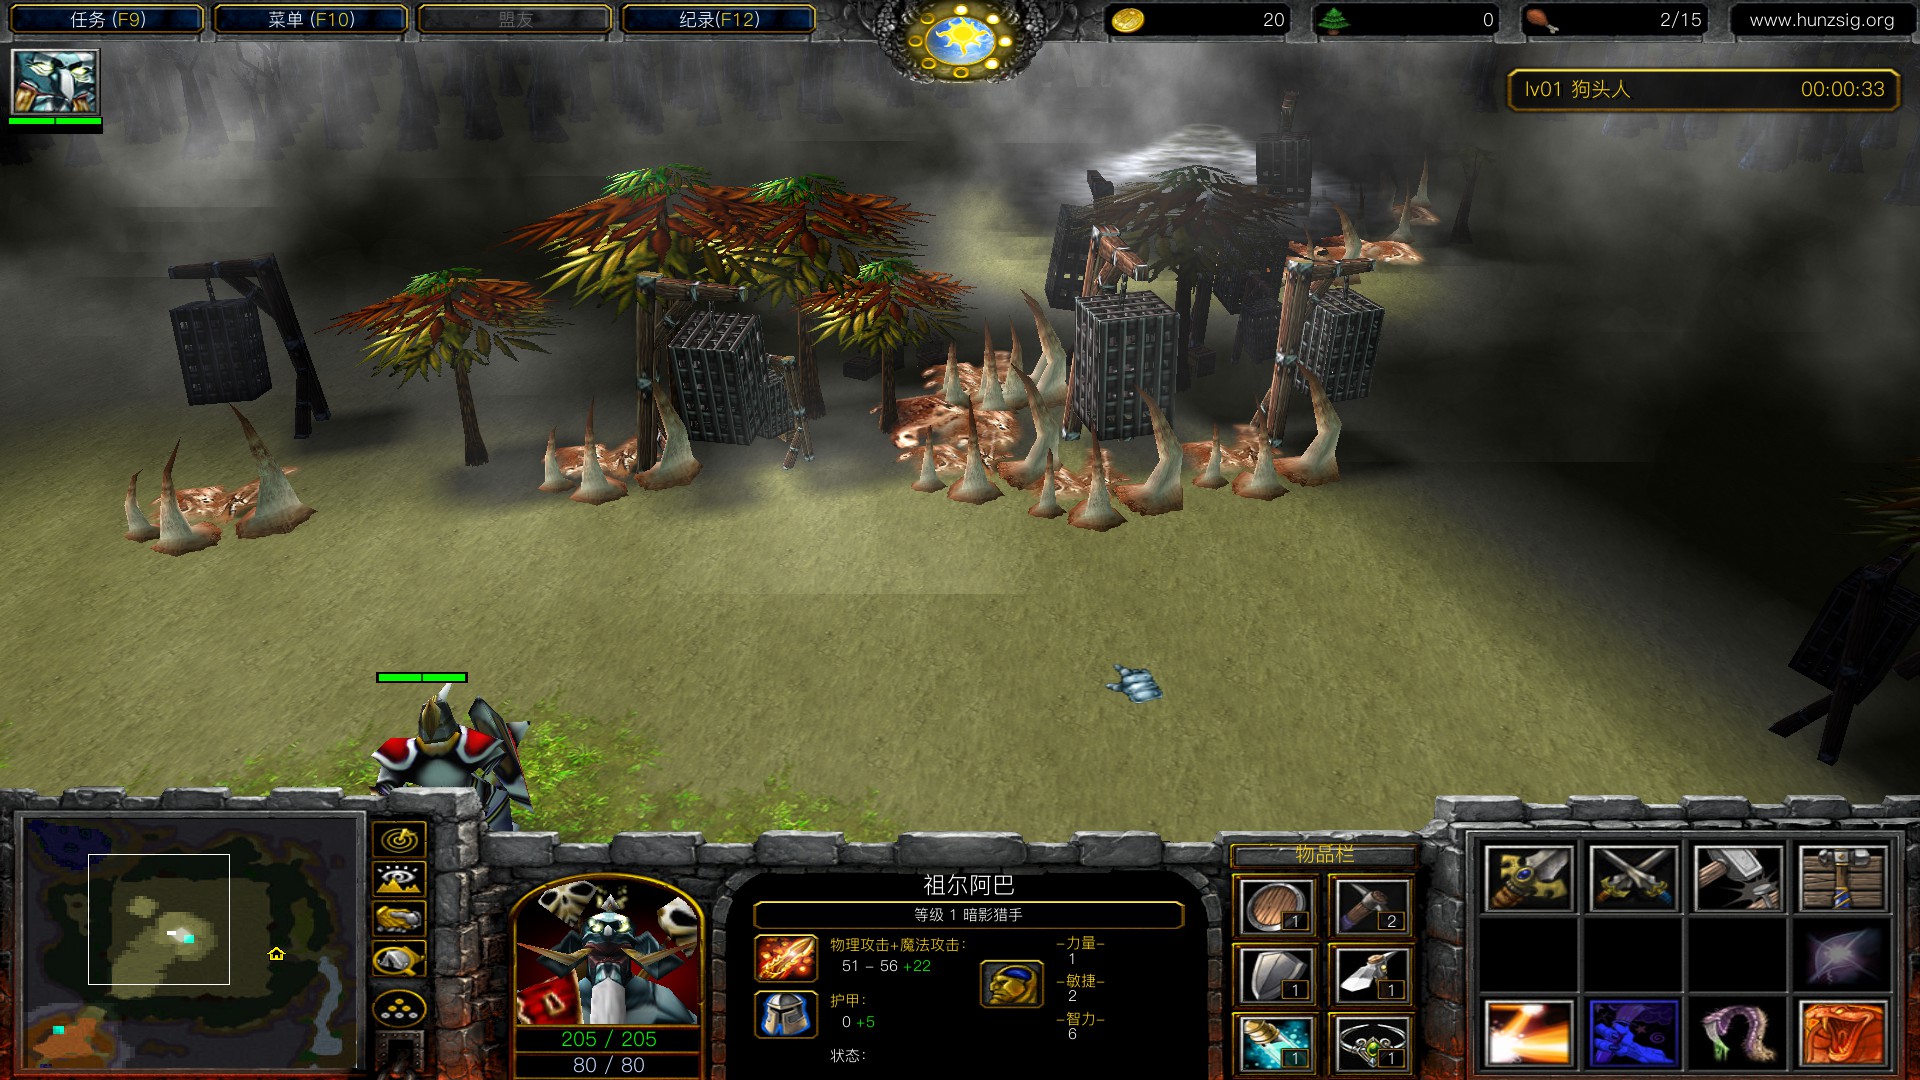 任务 (F9) 菜单 (F10) 盟友 纪录(F12) 20 0 2/15 www.hunzsig.org
lv01 狗头人 00:00:33
祖尔阿巴
等级 1 暗影猎手
物理攻击+魔法攻击:
51 – 56 +22
护甲:
0 +5
状态:
–力量–
1
–敏捷–
2
–智力–
6
205 / 205
80 / 80
物品栏
1 2
1 1
1 1